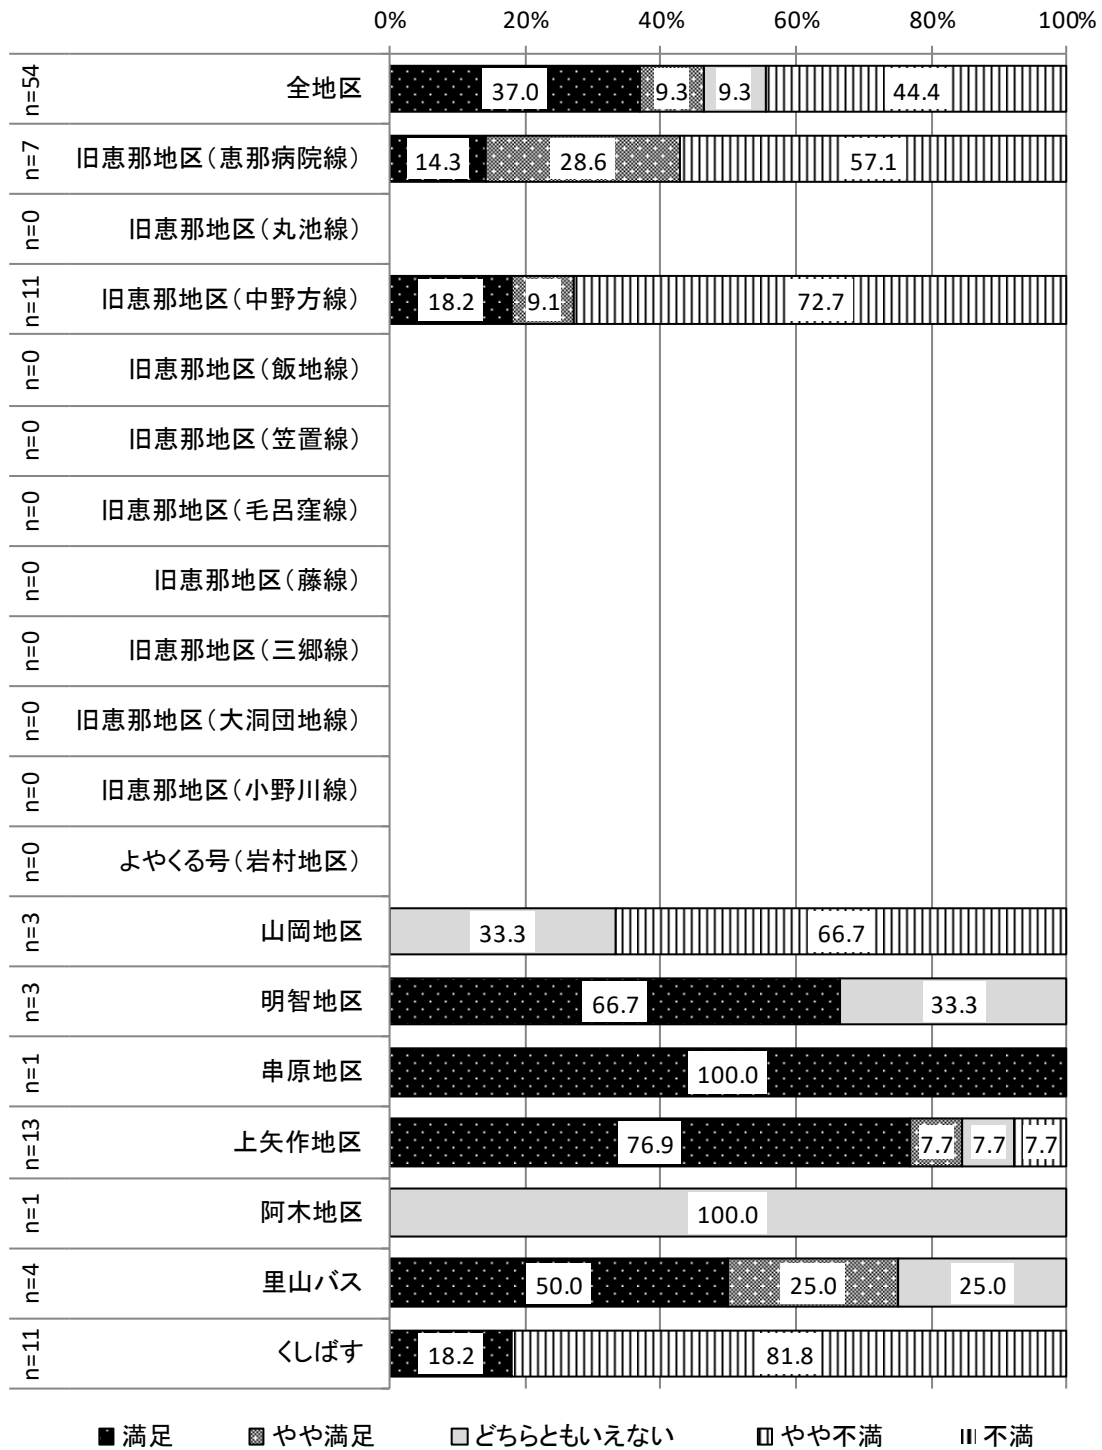 0% 20% 40% 60% 80% 100%
n=54 全地区 37.0 9.3 9.3 44.4
n=7 旧恵那地区（恵那病院線） 14.3 28.6 57.1
n=0 旧恵那地区（丸池線）
n=11 旧恵那地区（中野方線） 18.2 9.1 72.7
n=0 旧恵那地区（飯地線）
n=0 旧恵那地区（笠置線）
n=0 旧恵那地区（毛呂窪線）
n=0 旧恵那地区（藤線）
n=0 旧恵那地区（三郷線）
n=0 旧恵那地区（大洞団地線）
n=0 旧恵那地区（小野川線）
n=0 よやくる号（岩村地区）
n=3 山岡地区 33.3 66.7
n=3 明智地区 66.7 33.3
n=1 串原地区 100.0
n=13 上矢作地区 76.9 7.7 7.7 7.7
n=1 阿木地区 100.0
n=4 里山バス 50.0 25.0 25.0
n=11 くしばす 18.2 81.8
満足 やや満足 どちらともいえない やや不満 不満